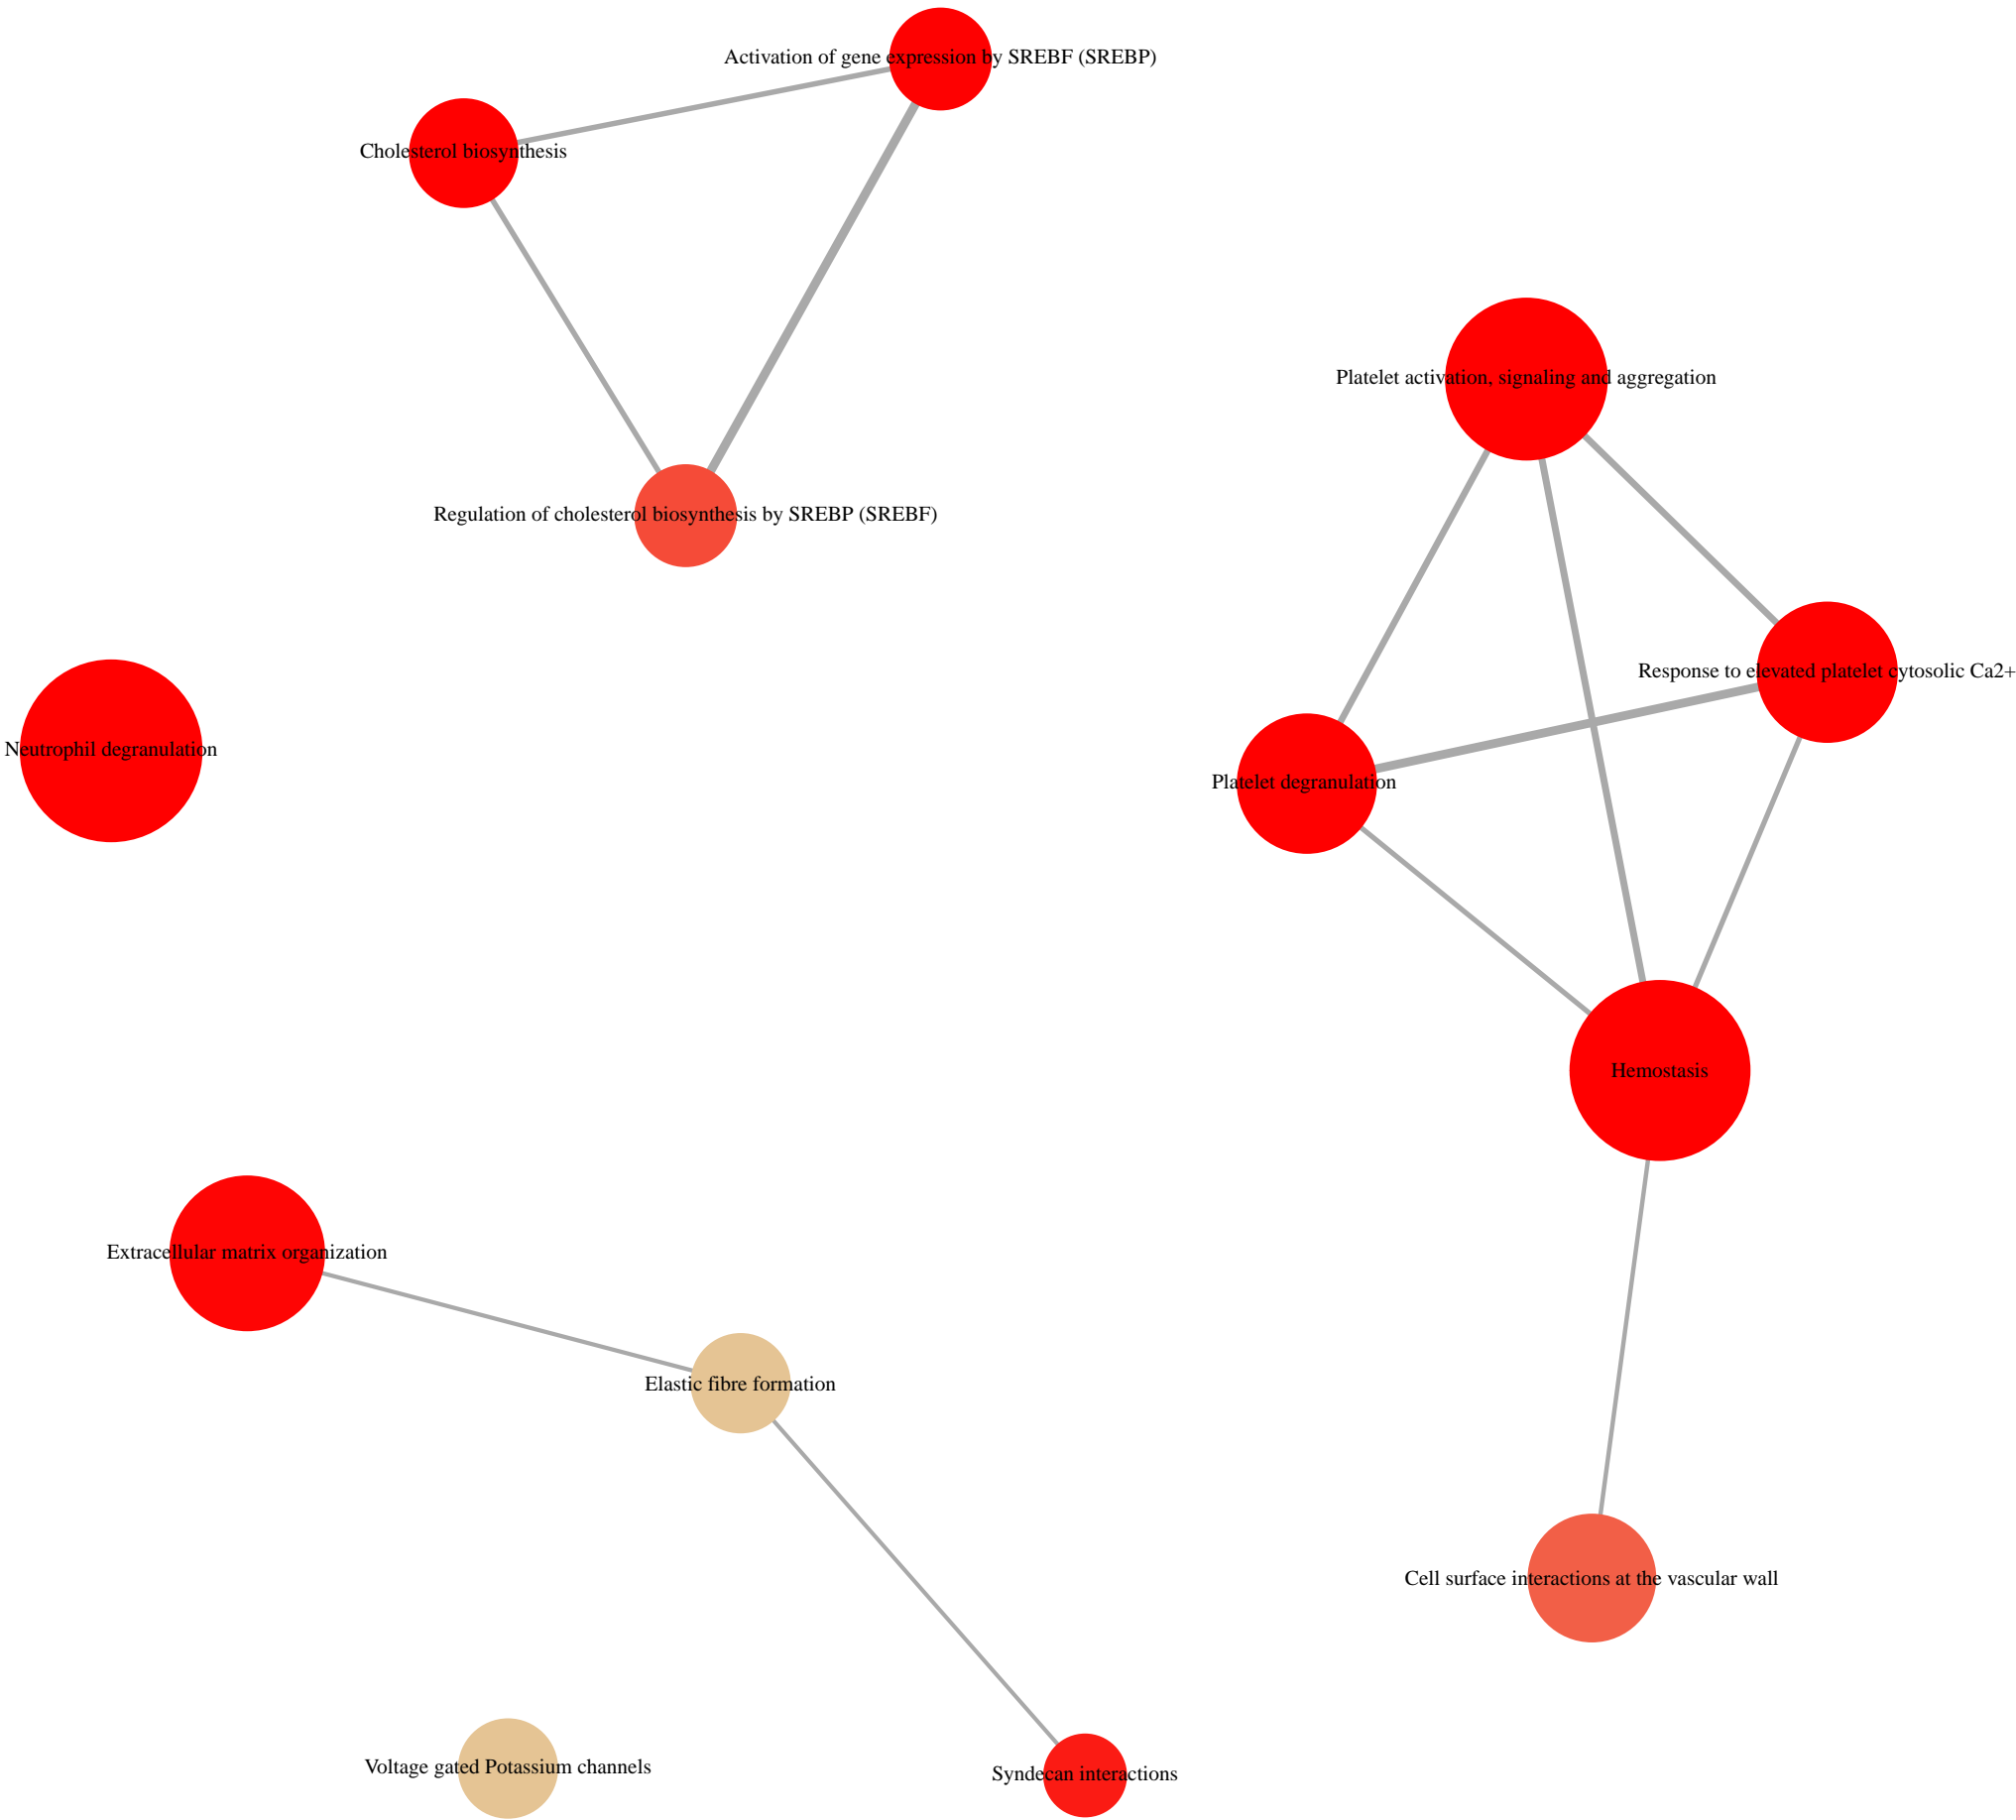 Activation of gene expression by SREBF (SREBP)
Cholesterol biosynthesis
Platelet activation, signaling and aggregation
Regulation of cholesterol biosynthesis by SREBP (SREBF)
Response to elevated platelet cytosolic Ca2+
Neutrophil degranulation
Platelet degranulation
Hemostasis
Extracellular matrix organization
Elastic fibre formation
Cell surface interactions at the vascular wall
Voltage gated Potassium channels
Syndecan interactions